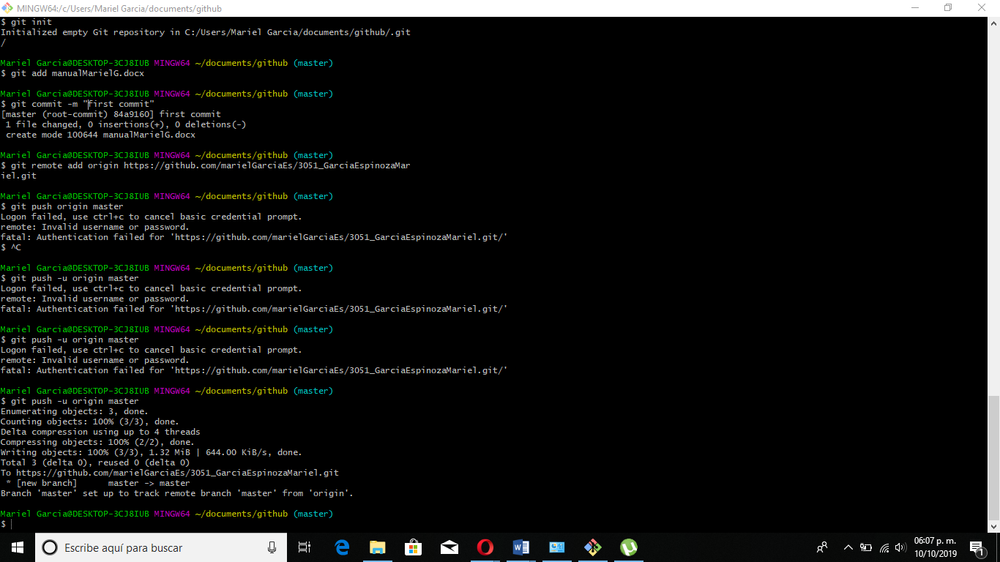 MINGW64:/c/Users/Mariel Garcia/documents/github
$ git init
Initialized empty Git repository in C:/Users/Mariel Garcia/documents/github/.git
/
Mariel Garcia@DESKTOP-3CJ8IUB MINGW64 ~/documents/github (master)
$ git add manualMarielG.docx
Mariel Garcia@DESKTOP-3CJ8IUB MINGW64 ~/documents/github (master)
$ git commit -m "first commit"
[master (root-commit) 84a9160] first commit
 1 file changed, 0 insertions(+), 0 deletions(-)
 create mode 100644 manualMarielG.docx
Mariel Garcia@DESKTOP-3CJ8IUB MINGW64 ~/documents/github (master)
$ git remote add origin https://github.com/marielGarciaEs/3051_GarciaEspinozaMar
iel.git
Mariel Garcia@DESKTOP-3CJ8IUB MINGW64 ~/documents/github (master)
$ git push origin master
Logon failed, use ctrl+c to cancel basic credential prompt.
remote: Invalid username or password.
fatal: Authentication failed for 'https://github.com/marielGarciaEs/3051_GarciaEspinozaMariel.git/'
$ ^C
Mariel Garcia@DESKTOP-3CJ8IUB MINGW64 ~/documents/github (master)
$ git push -u origin master
Logon failed, use ctrl+c to cancel basic credential prompt.
remote: Invalid username or password.
fatal: Authentication failed for 'https://github.com/marielGarciaEs/3051_GarciaEspinozaMariel.git/'
Mariel Garcia@DESKTOP-3CJ8IUB MINGW64 ~/documents/github (master)
$ git push -u origin master
Logon failed, use ctrl+c to cancel basic credential prompt.
remote: Invalid username or password.
fatal: Authentication failed for 'https://github.com/marielGarciaEs/3051_GarciaEspinozaMariel.git/'
Mariel Garcia@DESKTOP-3CJ8IUB MINGW64 ~/documents/github (master)
$ git push -u origin master
Enumerating objects: 3, done.
Counting objects: 100% (3/3), done.
Delta compression using up to 4 threads
Compressing objects: 100% (2/2), done.
Writing objects: 100% (3/3), 1.32 MiB | 644.00 KiB/s, done.
Total 3 (delta 0), reused 0 (delta 0)
To https://github.com/marielGarciaEs/3051_GarciaEspinozaMariel.git
 * [new branch]      master -> master
Branch 'master' set up to track remote branch 'master' from 'origin'.
Mariel Garcia@DESKTOP-3CJ8IUB MINGW64 ~/documents/github (master)
$
Escribe aquí para buscar
06:07 p. m.
10/10/2019
1